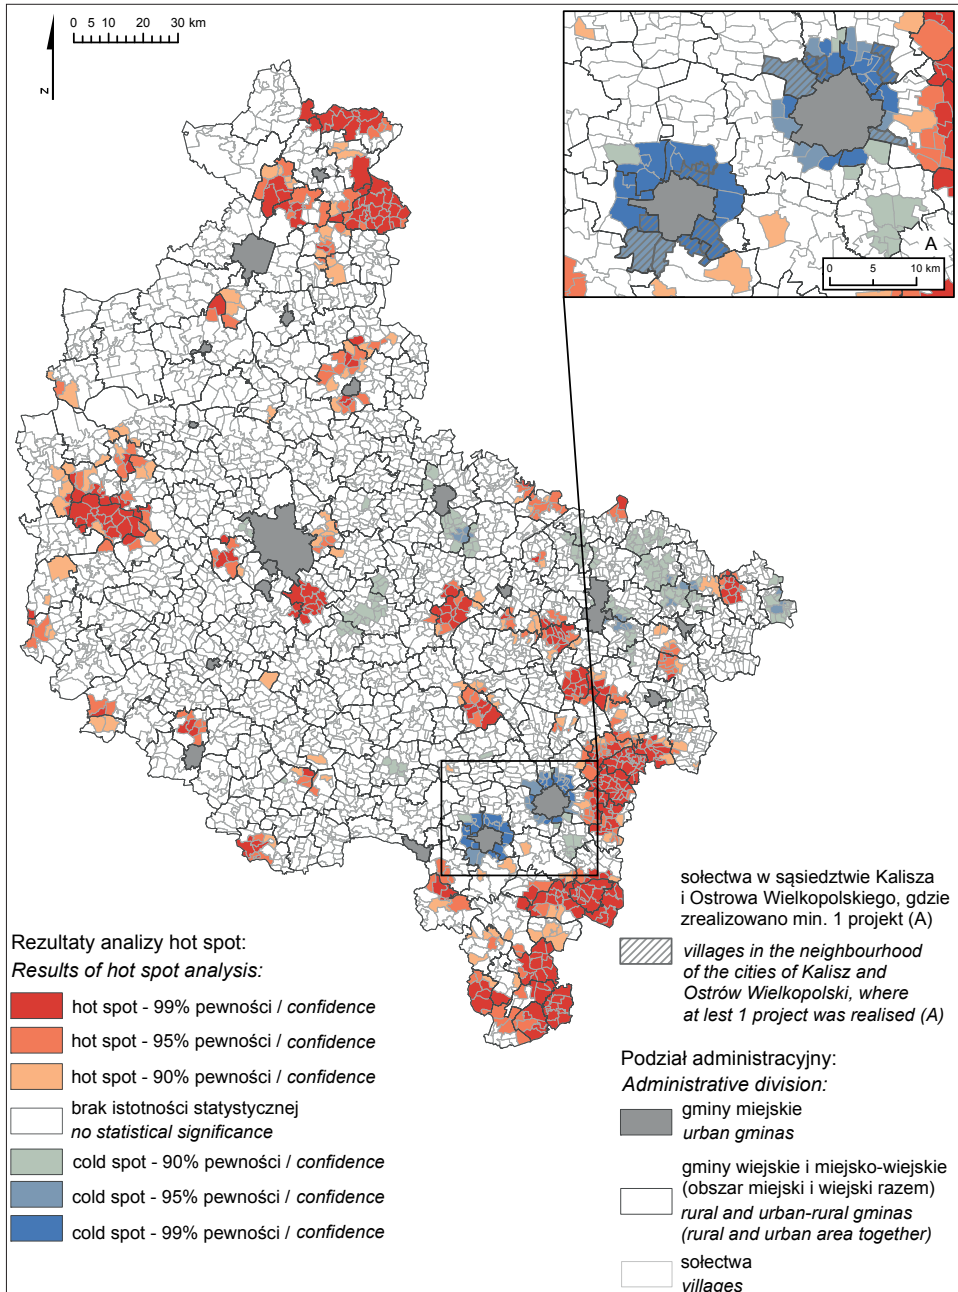 0 5 10 20 30 km
N
A
0 5 10 km
sołectwa w sąsiedztwie Kalisza
i Ostrowa Wielkopolskiego, gdzie
zrealizowano min. 1 projekt (A)
villages in the neighbourhood
of the cities of Kalisz and
Ostrów Wielkopolski, where
at lest 1 project was realised (A)
Rezultaty analizy hot spot:
Results of hot spot analysis:
hot spot - 99% pewności / confidence
hot spot - 95% pewności / confidence
hot spot - 90% pewności / confidence
brak istotności statystycznej
no statistical significance
cold spot - 90% pewności / confidence
cold spot - 95% pewności / confidence
cold spot - 99% pewności / confidence
Podział administracyjny:
Administrative division:
gminy miejskie
urban gminas
gminy wiejskie i miejsko-wiejskie
(obszar miejski i wiejski razem)
rural and urban-rural gminas
(rural and urban area together)
sołectwa
villages